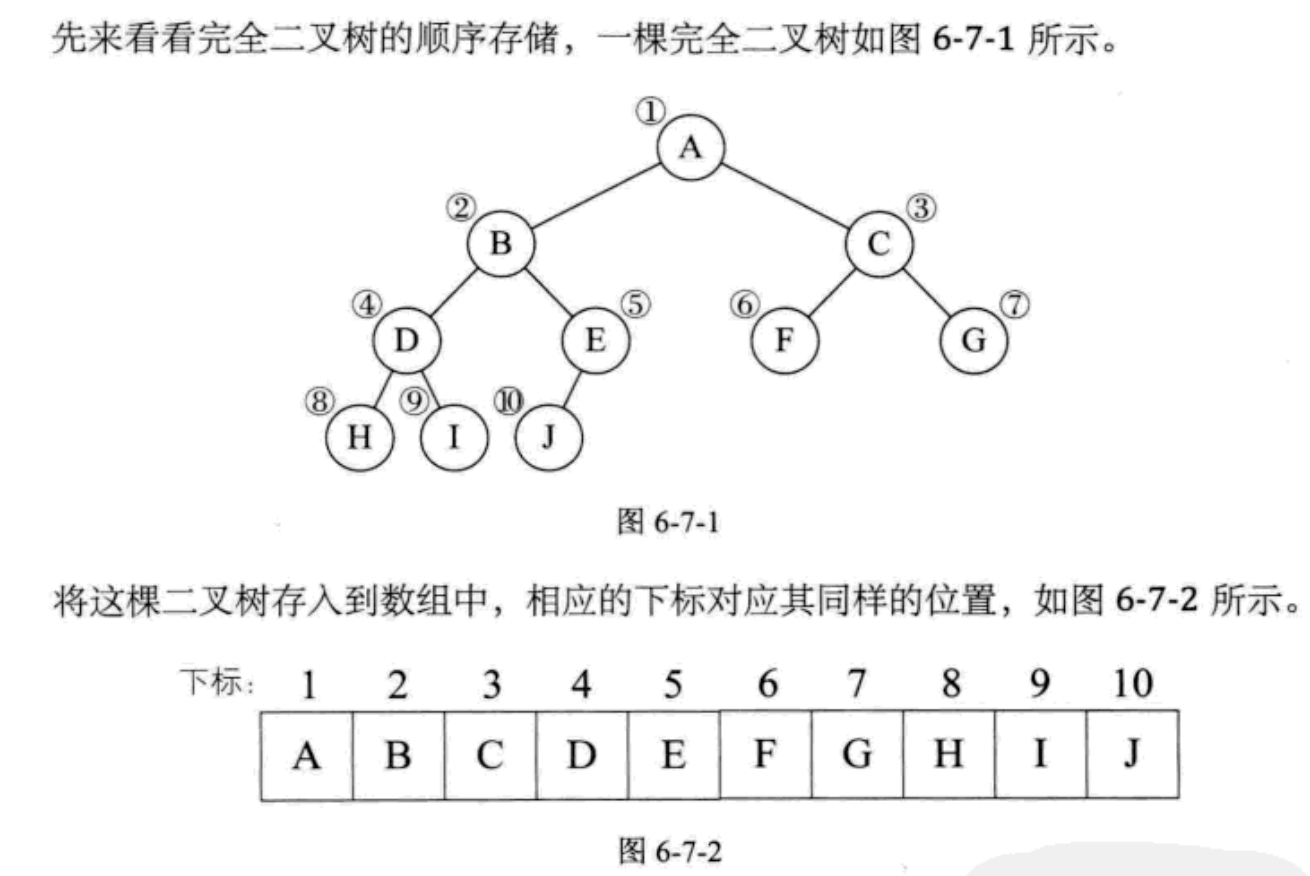 先来看看完全二叉树的顺序存储，一棵完全二叉树如图 6-7-1 所示。
①
A
②
B
③
C
④
D
⑤
E
⑥
F
⑦
G
⑧
H
⑨
I
⑩
J
图 6-7-1
将这棵二叉树存入到数组中，相应的下标对应其同样的位置，如图 6-7-2 所示。
下标: 1 2 3 4 5 6 7 8 9 10
A B C D E F G H I J
图 6-7-2